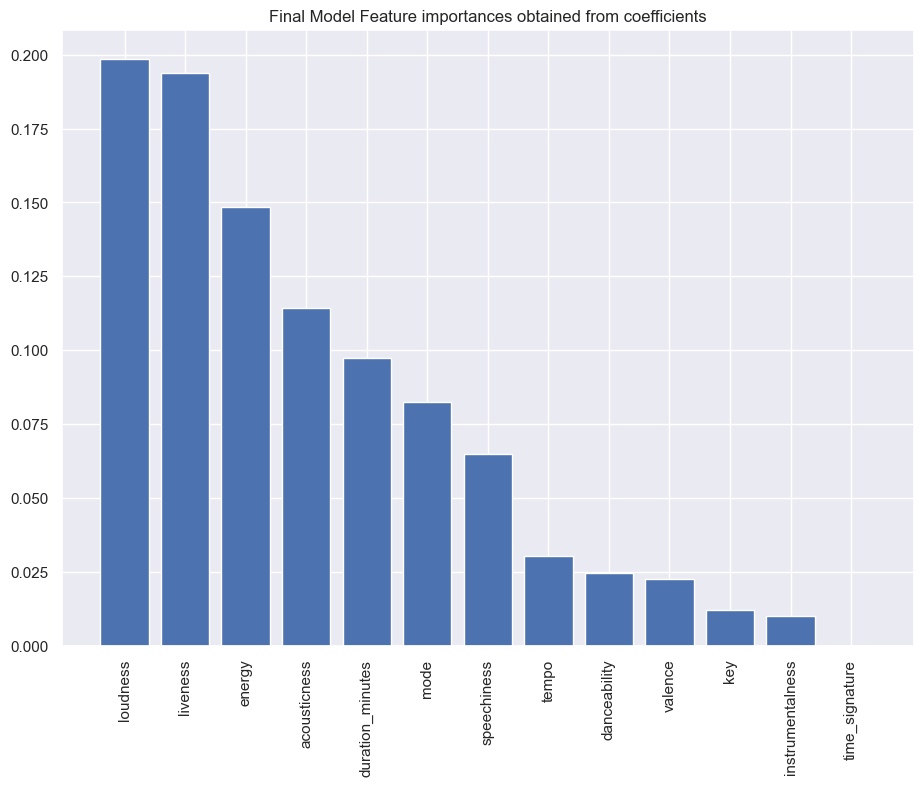 Final Model Feature importances obtained from coefficients
0.200
0.175
0.150
0.125
0.100
0.075
0.050
0.025
0.000
loudness
liveness
energy
acousticness
duration_minutes
mode
speechiness
tempo
danceability
valence
key
instrumentalness
time_signature